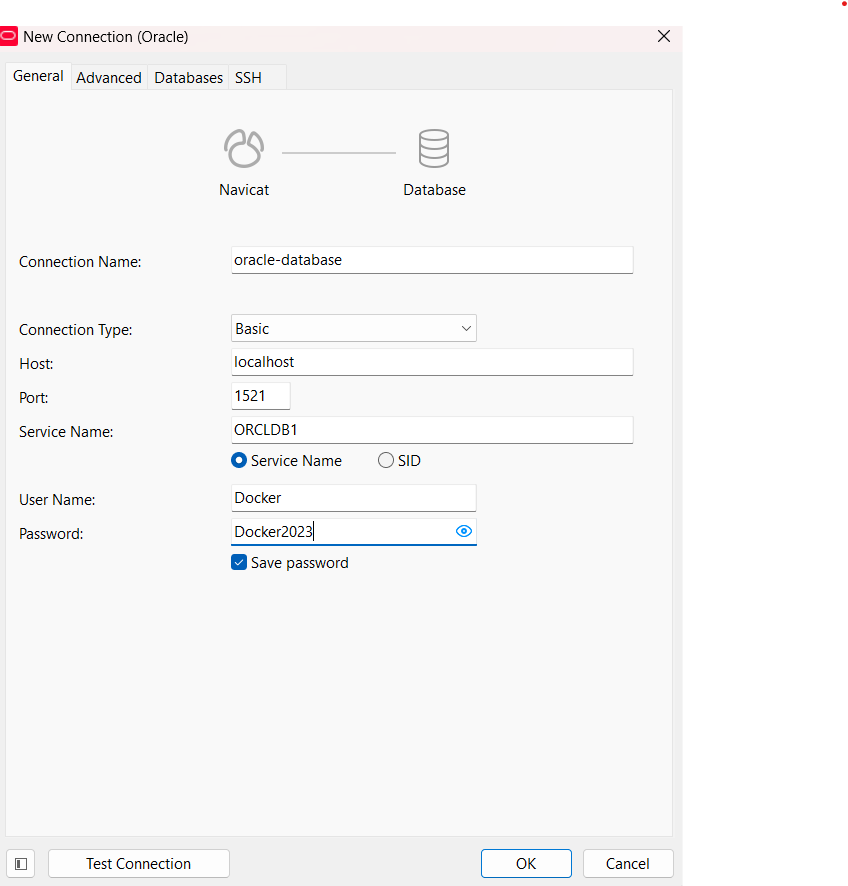 New Connection (Oracle)
General Advanced Databases SSH
Navicat Database
Connection Name: oracle-database
Connection Type: Basic
Host: localhost
Port: 1521
Service Name: ORCLDB1
Service Name SID
User Name: Docker
Password: Docker2023
Save password
Test Connection OK Cancel